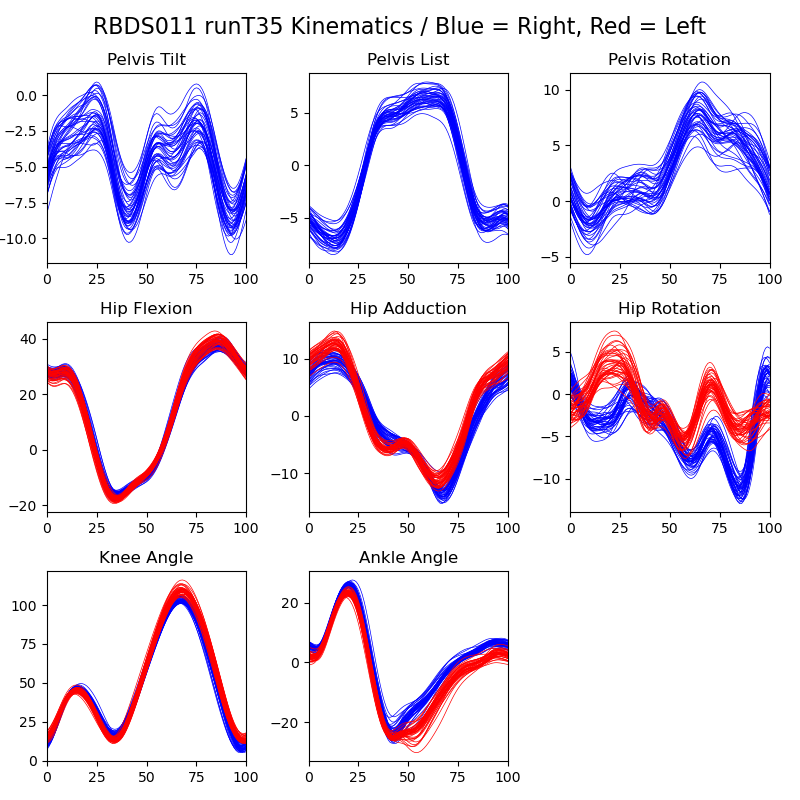 RBDS011 runT35 Kinematics / Blue = Right, Red = Left
Pelvis Tilt
Pelvis List
Pelvis Rotation
0.0
−2.5
−5.0
−7.5
−10.0
0 25 50 75 100
5
0
−5
0 25 50 75 100
10
5
0
−5
0 25 50 75 100
Hip Flexion
Hip Adduction
Hip Rotation
40
20
0
−20
0 25 50 75 100
10
0
−10
0 25 50 75 100
5
0
−5
−10
0 25 50 75 100
Knee Angle
Ankle Angle
100
75
50
25
0
0 25 50 75 100
20
0
−20
0 25 50 75 100